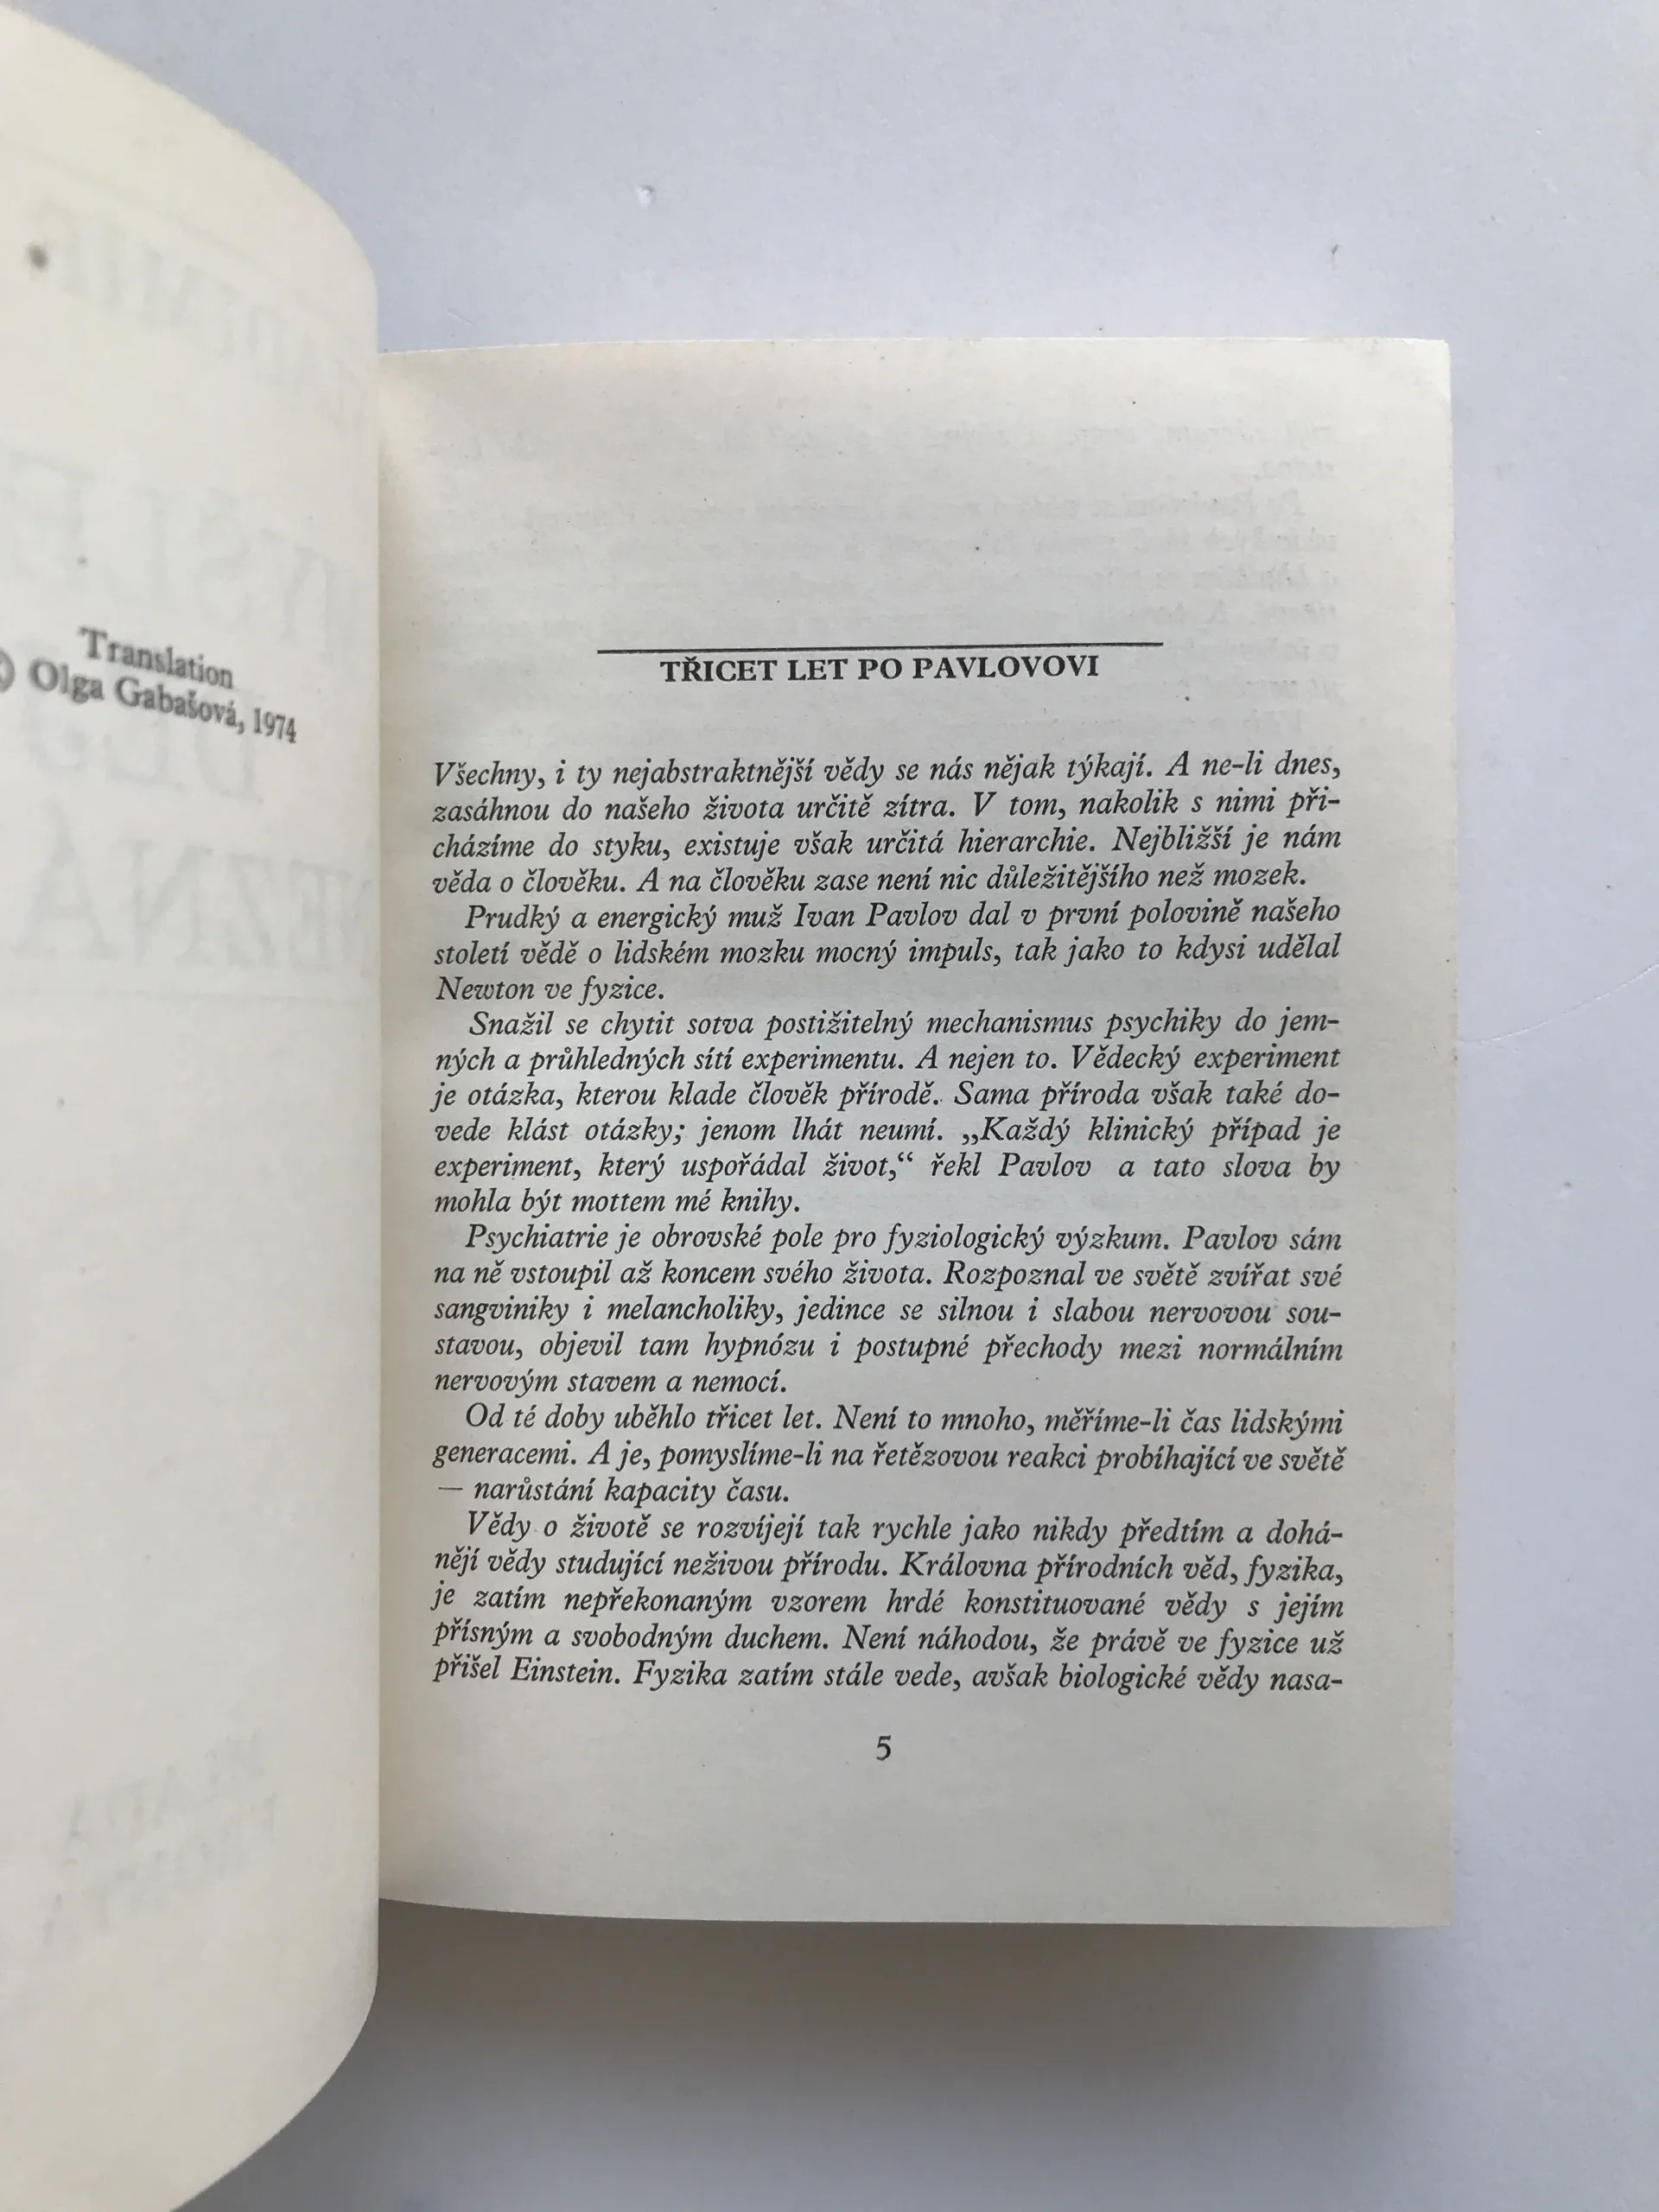 Translation
© Olga Gabašová, 1974
TŘICET LET PO PAVLOVOVI
Všechny, i ty nejabstraktnější vědy se nás nějak týkají. A ne-li dnes,
zasáhnou do našeho života určitě zítra. V tom, nakolik s nimi při-
cházíme do styku, existuje však určitá hierarchie. Nejbližší je nám
věda o člověku. A na člověku zase není nic důležitějšího než mozek.
Prudký a energický muž Ivan Pavlov dal v první polovině našeho
století vědě o lidském mozku mocný impuls, tak jako to kdysi udělal
Newton ve fyzice.
Snažil se chytit sotva postižitelný mechanismus psychiky do jem-
ných a průhledných sítí experimentu. A nejen to. Vědecký experiment
je otázka, kterou klade člověk přírodě. Sama příroda však také do-
vede klást otázky; jenom lhát neumí. „Každý klinický případ je
experiment, který uspořádal život,“ řekl Pavlov a tato slova by
mohla být mottem mé knihy.
Psychiatrie je obrovské pole pro fyziologický výzkum. Pavlov sám
na ně vstoupil až koncem svého života. Rozpoznal ve světě zvířat své
sangviniky i melancholiky, jedince se silnou i slabou nervovou sou-
stavou, objevil tam hypnózu i postupné přechody mezi normálním
nervovým stavem a nemocí.
Od té doby uběhlo třicet let. Není to mnoho, měříme-li čas lidskými
generacemi. A je, pomyslíme-li na řetězovou reakci probíhající ve světě
— narůstání kapacity času.
Vědy o životě se rozvíjejí tak rychle jako nikdy předtím a dohá-
nějí vědy studující neživou přírodu. Královna přírodních věd, fyzika,
je zatím nepřekonaným vzorem hrdé konstituované vědy s jejím
přísným a svobodným duchem. Není náhodou, že právě ve fyzice už
přišel Einstein. Fyzika zatím stále vede, avšak biologické vědy nasa-
5